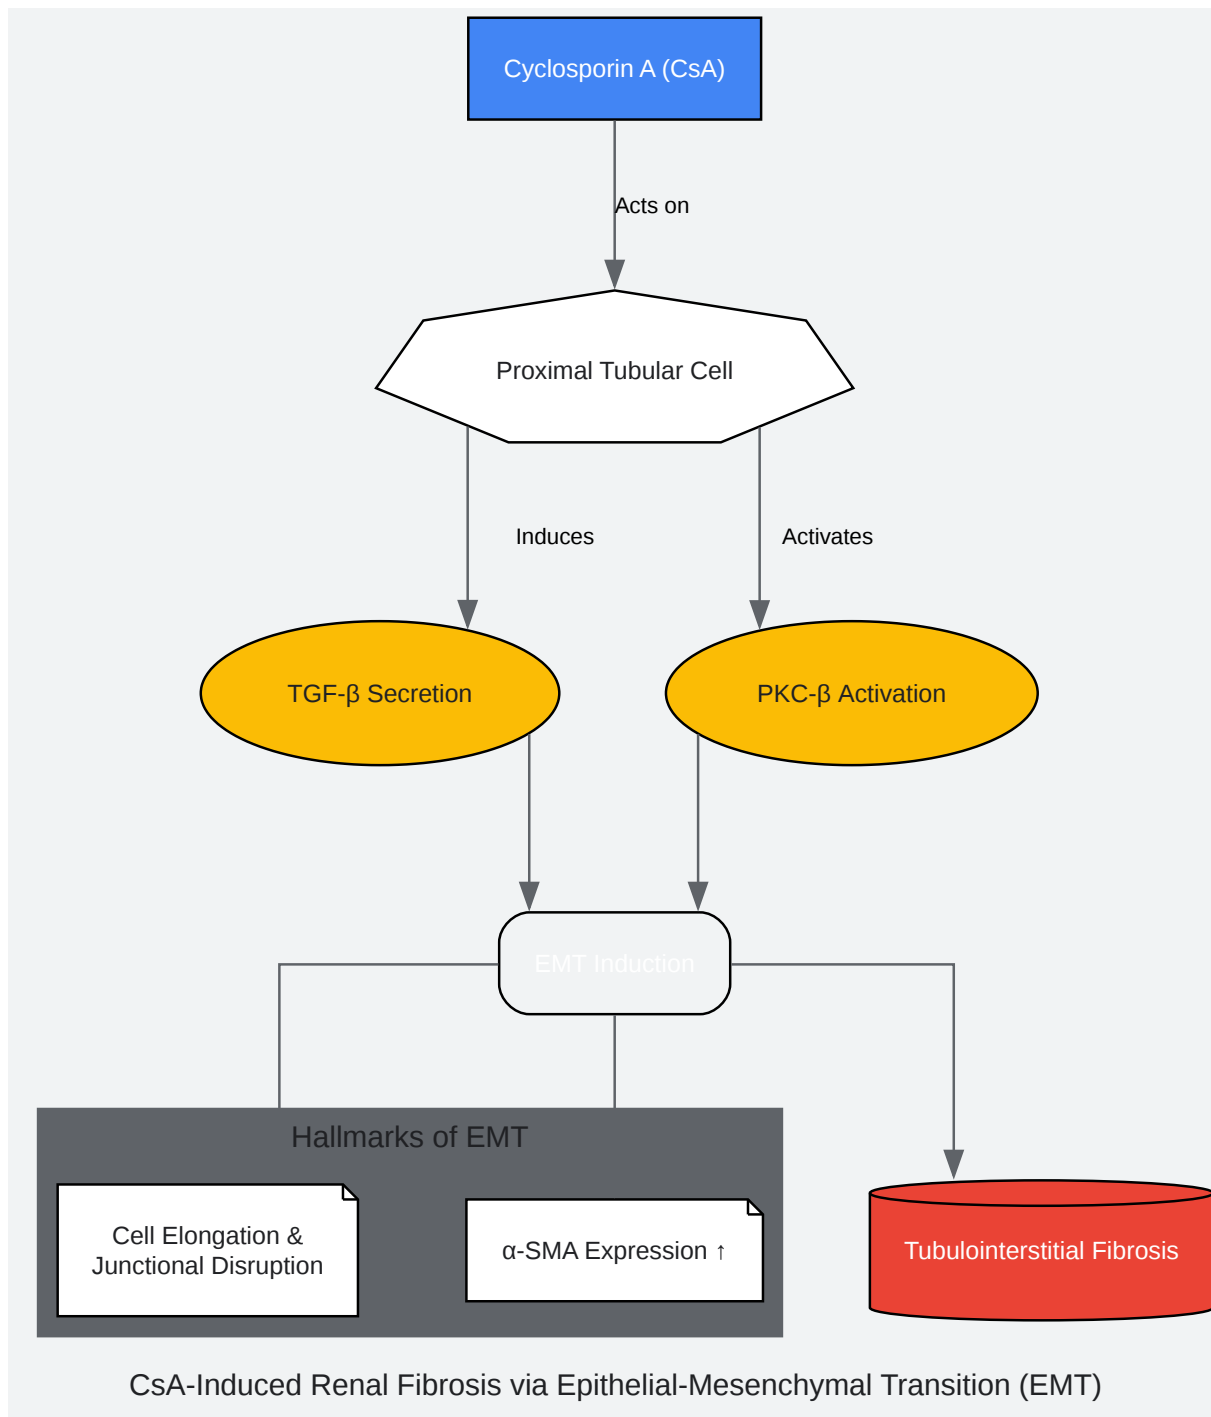 Cyclosporin A (CsA)
Acts on
Proximal Tubular Cell
Induces
Activates
TGF-β Secretion
PKC-β Activation
EMT Induction
Hallmarks of EMT
Cell Elongation &
Junctional Disruption
α-SMA Expression ↑
Tubulointerstitial Fibrosis
CsA-Induced Renal Fibrosis via Epithelial-Mesenchymal Transition (EMT)